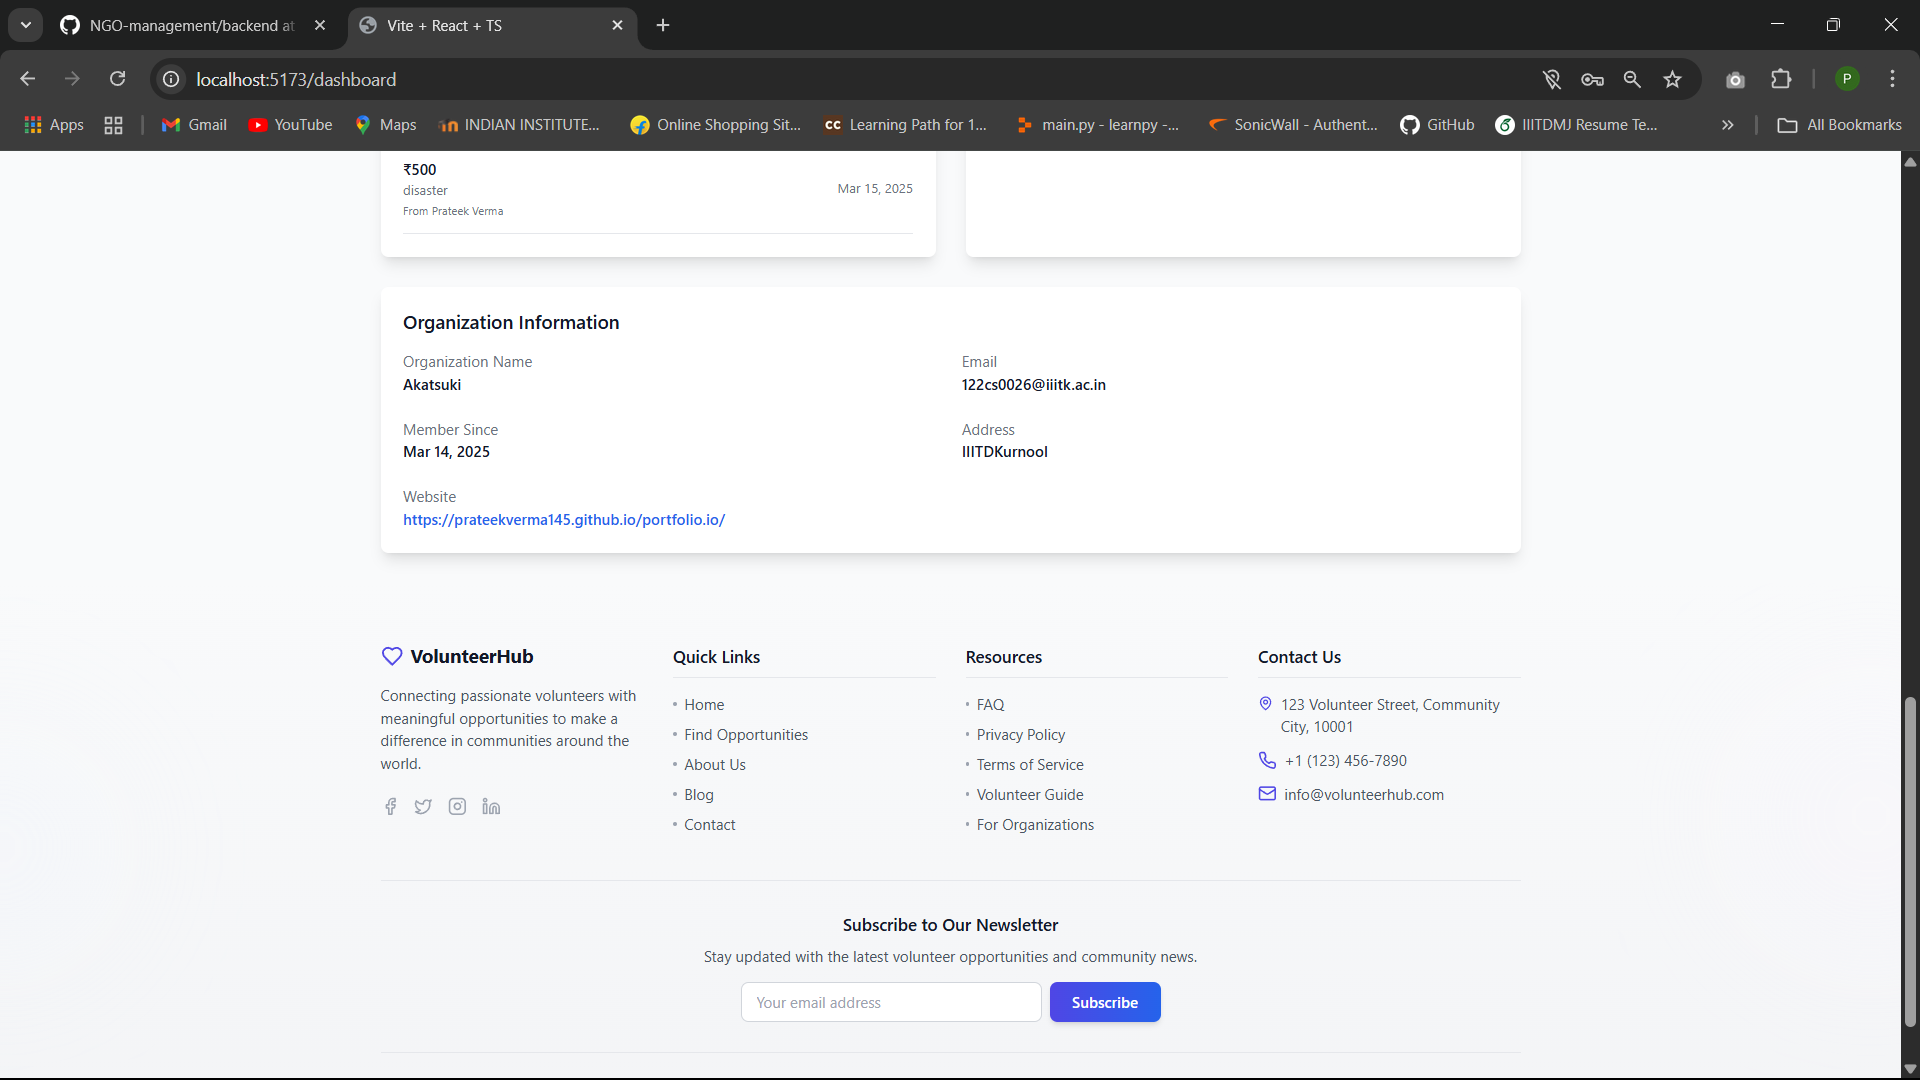 NGO-management/backend at
Vite + React + TS
localhost:5173/dashboard
P
Apps
Gmail
YouTube
Maps
INDIAN INSTITUTE...
Online Shopping Sit...
CC Learning Path for 1...
main.py - learnpy -...
SonicWall - Authent...
GitHub
IIITDMJ Resume Te...
All Bookmarks
₹500
disaster
Mar 15, 2025
From Prateek Verma
Organization Information
Organization Name
Akatsuki
Email
122cs0026@iiitk.ac.in
Member Since
Mar 14, 2025
Address
IIITDKurnool
Website
https://prateekverma145.github.io/portfolio.io/
VolunteerHub
Connecting passionate volunteers with
meaningful opportunities to make a
difference in communities around the
world.
Quick Links
Home
Find Opportunities
About Us
Blog
Contact
Resources
FAQ
Privacy Policy
Terms of Service
Volunteer Guide
For Organizations
Contact Us
123 Volunteer Street, Community
City, 10001
+1 (123) 456-7890
info@volunteerhub.com
Subscribe to Our Newsletter
Stay updated with the latest volunteer opportunities and community news.
Your email address
Subscribe